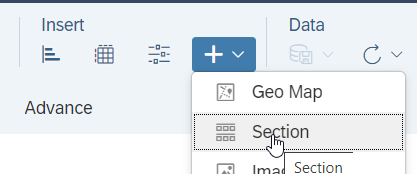 Insert Data
Geo Map
Advance
Section
Section